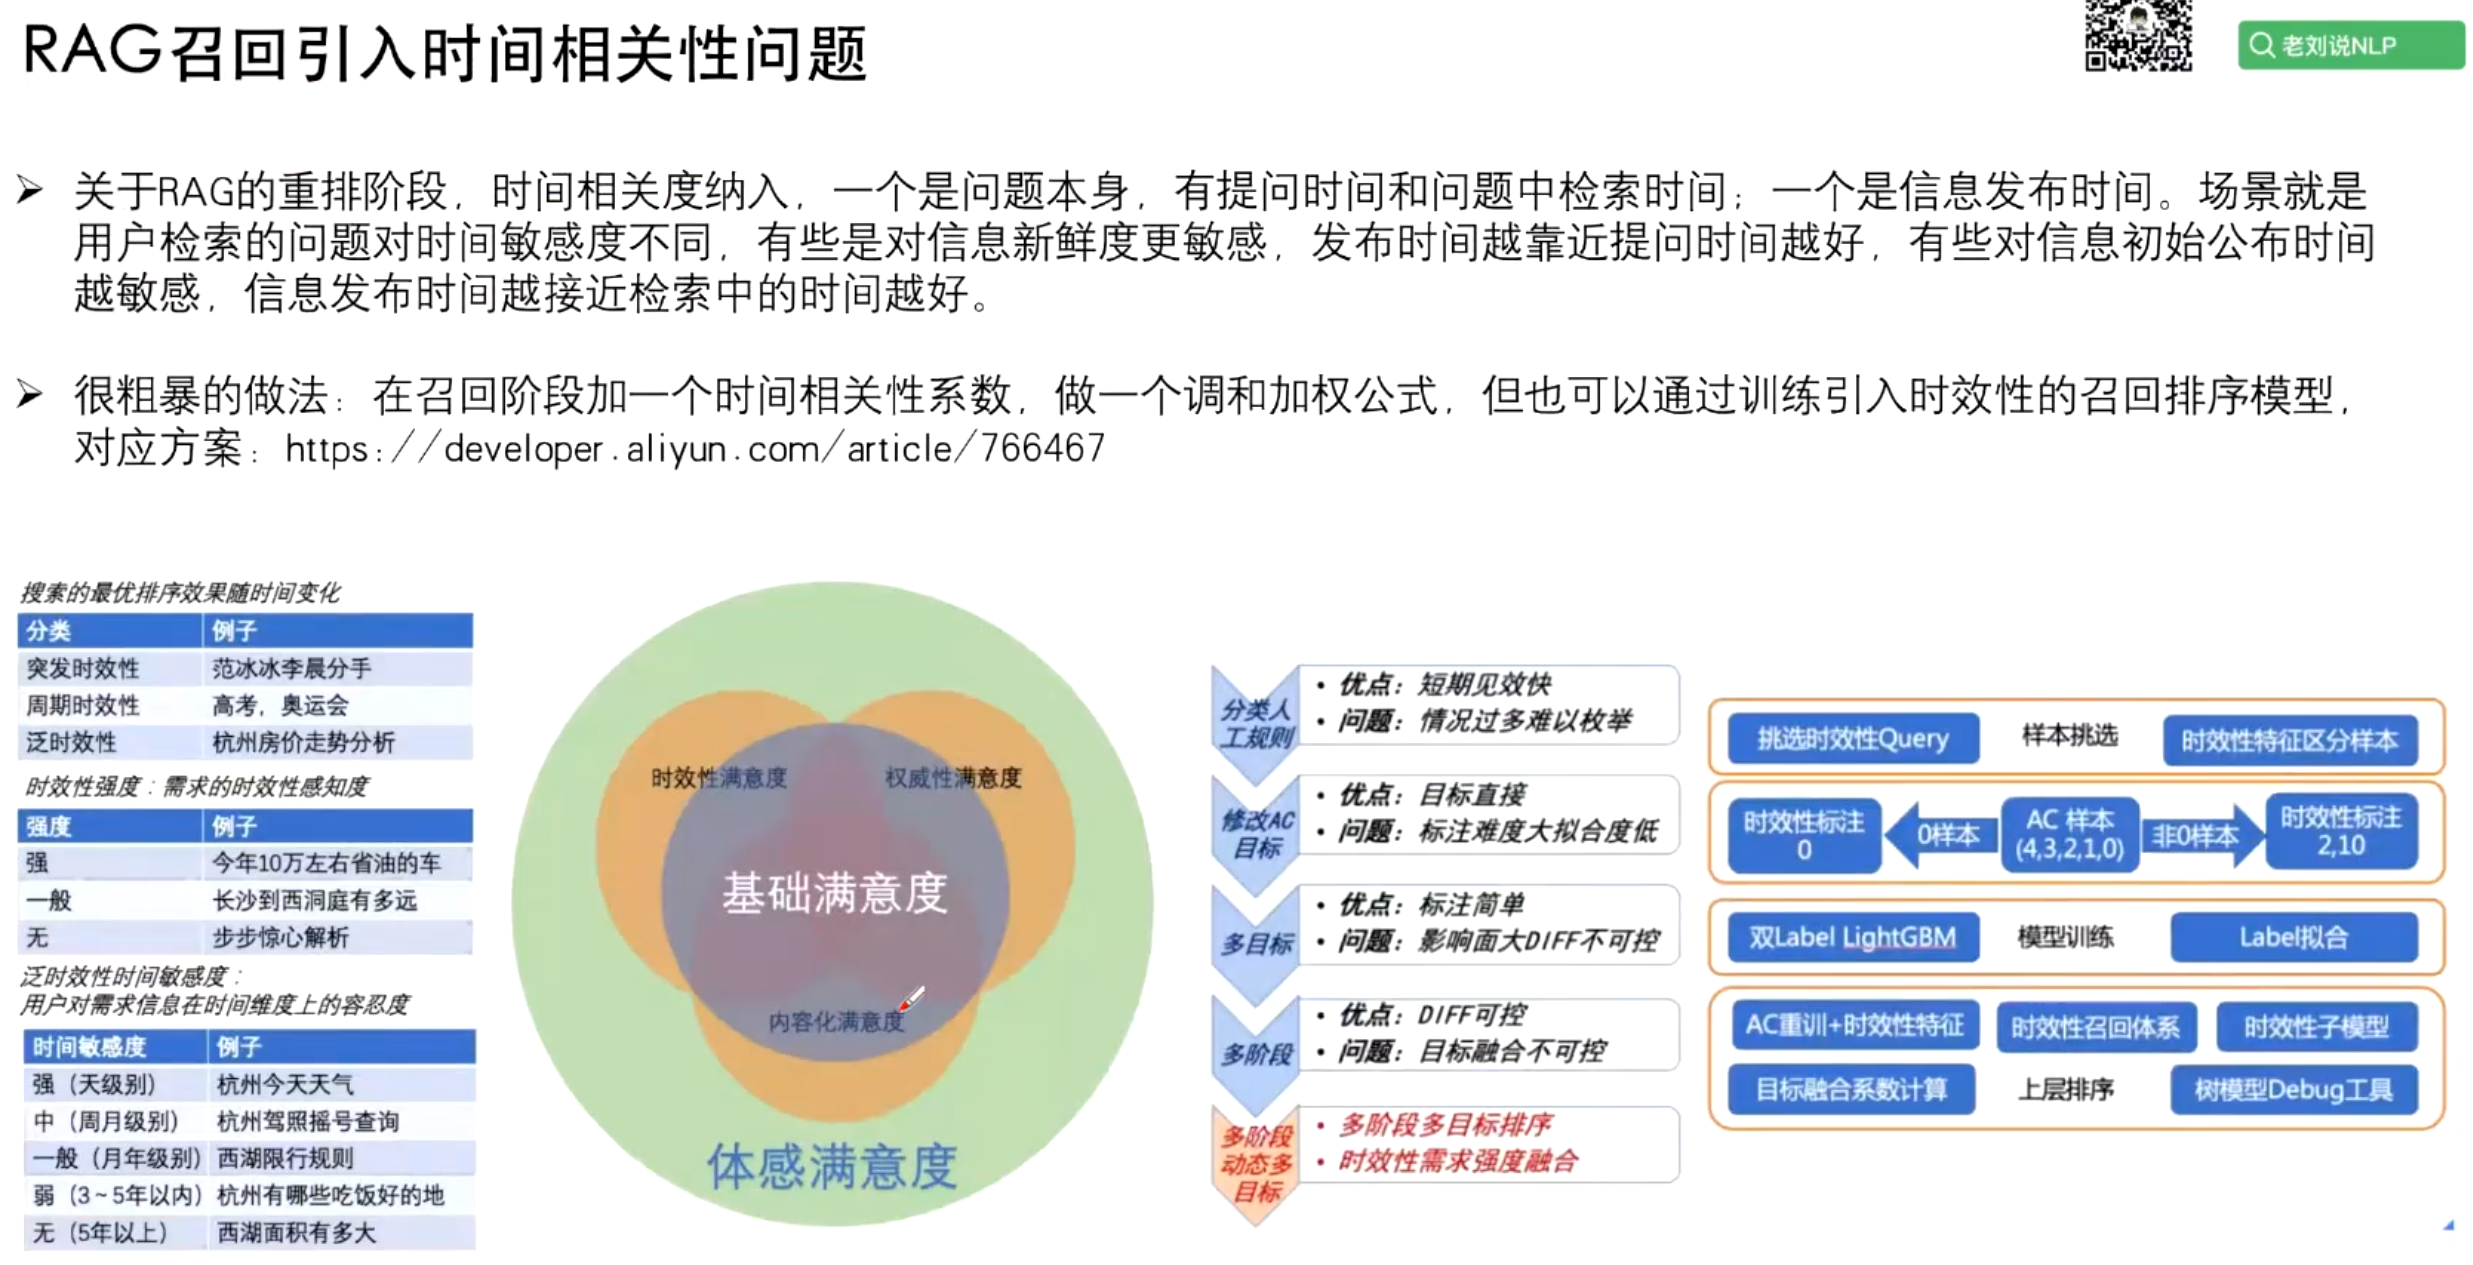 RAG召回引入时间相关性问题
老刘说NLP
关于RAG的重排阶段，时间相关度纳入，一个是问题本身，有提问时间和问题中检索时间；一个是信息发布时间。场景就是
用户检索的问题对时间敏感度不同，有些是对信息新鲜度更敏感，发布时间越靠近提问时间越好，有些对信息初始公布时间
越敏感，信息发布时间越接近检索中的时间越好。
很粗暴的做法：在召回阶段加一个时间相关性系数，做一个调和加权公式，但也可以通过训练引入时效性的召回排序模型，
对应方案：https://developer.aliyun.com/article/766467
搜索的最优排序效果随时间变化
分类 例子
突发时效性 范冰冰李晨分手
周期时效性 高考，奥运会
泛时效性 杭州房价走势分析
时效性强度：需求的时效性感知度
强度 例子
强 今年10万左右省油的车
一般 长沙到西洞庭有多远
无 步步惊心解析
泛时效性时间敏感度：
用户对需求信息在时间维度上的容忍度
时间敏感度 例子
强（天级别） 杭州今天天气
中（周月级别） 杭州驾照摇号查询
一般（月年级别） 西湖限行规则
弱（3~5年以内） 杭州有哪些吃饭好的地
无（5年以上） 西湖面积有多大
时效性满意度
权威性满意度
基础满意度
内容化满意度
体感满意度
分类人
工规则
• 优点：短期见效快
• 问题：情况过多难以枚举
修改AC
目标
• 优点：目标直接
• 问题：标注难度大拟合度低
多目标
• 优点：标注简单
• 问题：影响面大DIFF不可控
多阶段
• 优点：DIFF可控
• 问题：目标融合不可控
多阶段
动态多
目标
• 多阶段多目标排序
• 时效性需求强度融合
挑选时效性Query 样本挑选 时效性特征区分样本
时效性标注
0
0样本
AC 样本
(4,3,2,1,0)
非0样本
时效性标注
2,10
双Label LightGBM 模型训练 Label拟合
AC重训+时效性特征 时效性召回体系 时效性子模型
目标融合系数计算 上层排序 树模型Debug工具